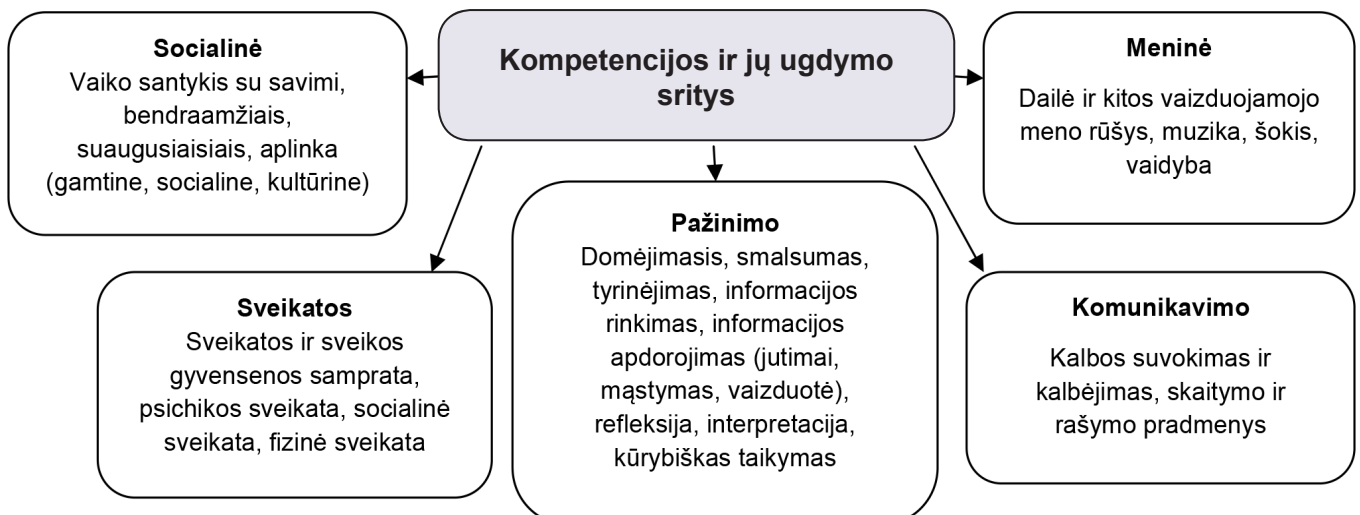 Kompetencijos ir jų ugdymo
sritys
Socialinė
Vaiko santykis su savimi,
bendraamžiais,
suaugusiaisiais, aplinka
(gamtine, socialine, kultūrine)
Meninė
Dailė ir kitos vaizduojamojo
meno rūšys, muzika, šokis,
vaidyba
Sveikatos
Sveikatos ir sveikos
gyvensenos samprata,
psichikos sveikata, socialinė
sveikata, fizinė sveikata
Pažinimo
Domėjimasis, smalsumas,
tyrinėjimas, informacijos
rinkimas, informacijos
apdorojimas (jutimai,
mąstymas, vaizduotė),
refleksija, interpretacija,
kūrybiškas taikymas
Komunikavimo
Kalbos suvokimas ir
kalbėjimas, skaitymo ir
rašymo pradmenys